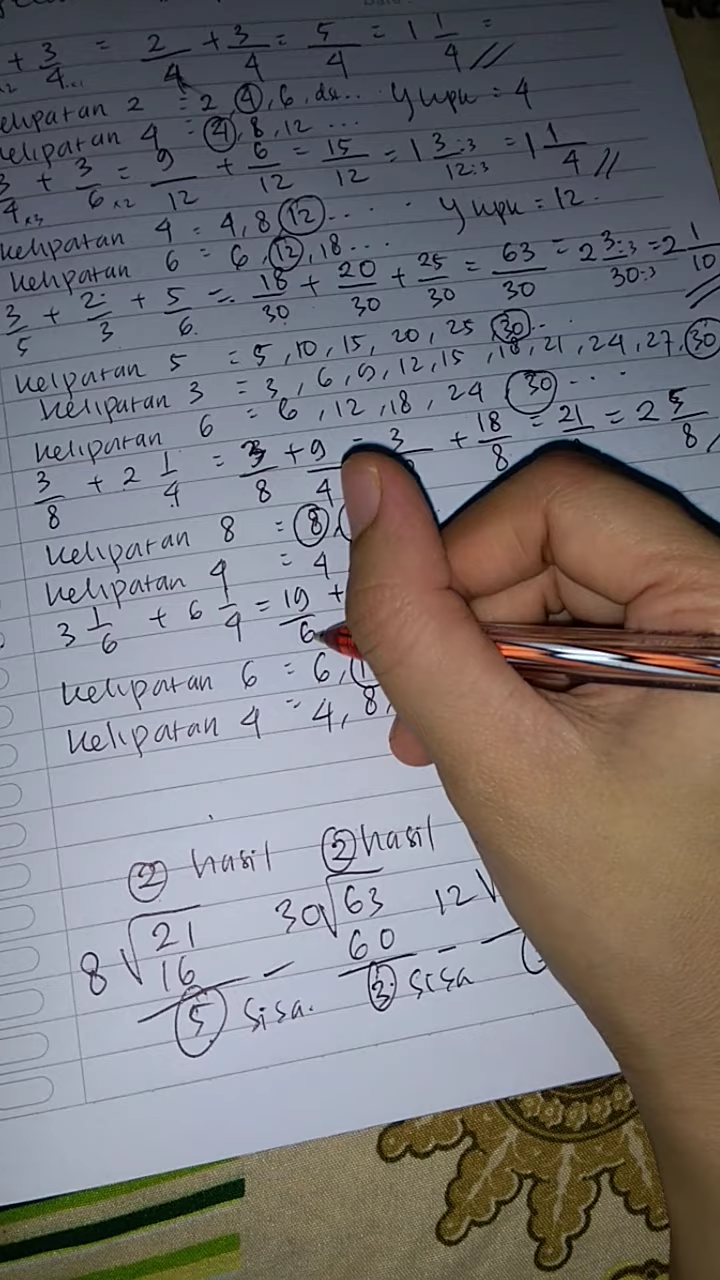 + 3/4 = 2/4 + 3/4 = 5/4 = 1 1/4 =
elipatan 2 = 2, 4, 6, ... Y KPK = 4
elipatan 4 = 4, 8, 12 ...
3/4 ×3 + 3/6 ×2 = 9/12 + 6/12 = 15/12 = 1 3:3/12:3 = 1 1/4 //
kelipatan 4 = 4, 8, 12 .... Y KPK = 12.
kelipatan 6 = 6, 12, 18 ...
3/5 + 2/3 + 5/6 = 18/30 + 20/30 + 25/30 = 63/30 = 2 3:3/30:3 = 2 1/10
kelipatan 5 = 5, 10, 15, 20, 25, 30 ..
kelipatan 3 = 3, 6, 9, 12, 15, 18, 21, 24, 27, 30
kelipatan 6 = 6, 12, 18, 24, 30 ...
3/8 + 2 1/4 = 3/8 + 9/4 = 3 + 18/8 = 21 = 2 5/8
kelipatan 8 = 8,
kelipatan 4 = 4
3 1/6 + 6 1/4 = 19/6 +
kelipatan 6 = 6, 1
kelipatan 4 = 4, 8,
2 hasil 2 hasil
8 √21 30 √63 12 √
16 - 60 -
5 sisa. 3 sisa